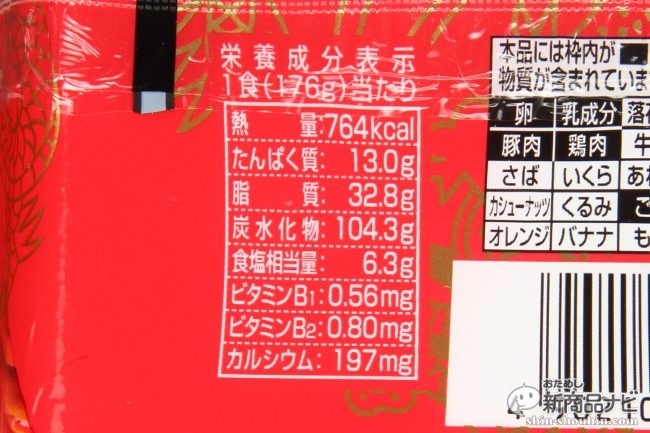 栄養成分表示
1食(176g)当たり
熱量:764kcal
たんぱく質:13.0g
脂質:32.8g
炭水化物:104.3g
食塩相当量:6.3g
ビタミンB1:0.56mg
ビタミンB2:0.80mg
カルシウム:197mg
本品には枠内が
物質が含まれていま
卵 乳成分 落
豚肉 鶏肉 牛
さば いくら あ
カシューナッツ くるみ ご
オレンジ バナナ も
4
おためし
新商品ナビ
shin-shouhin.com